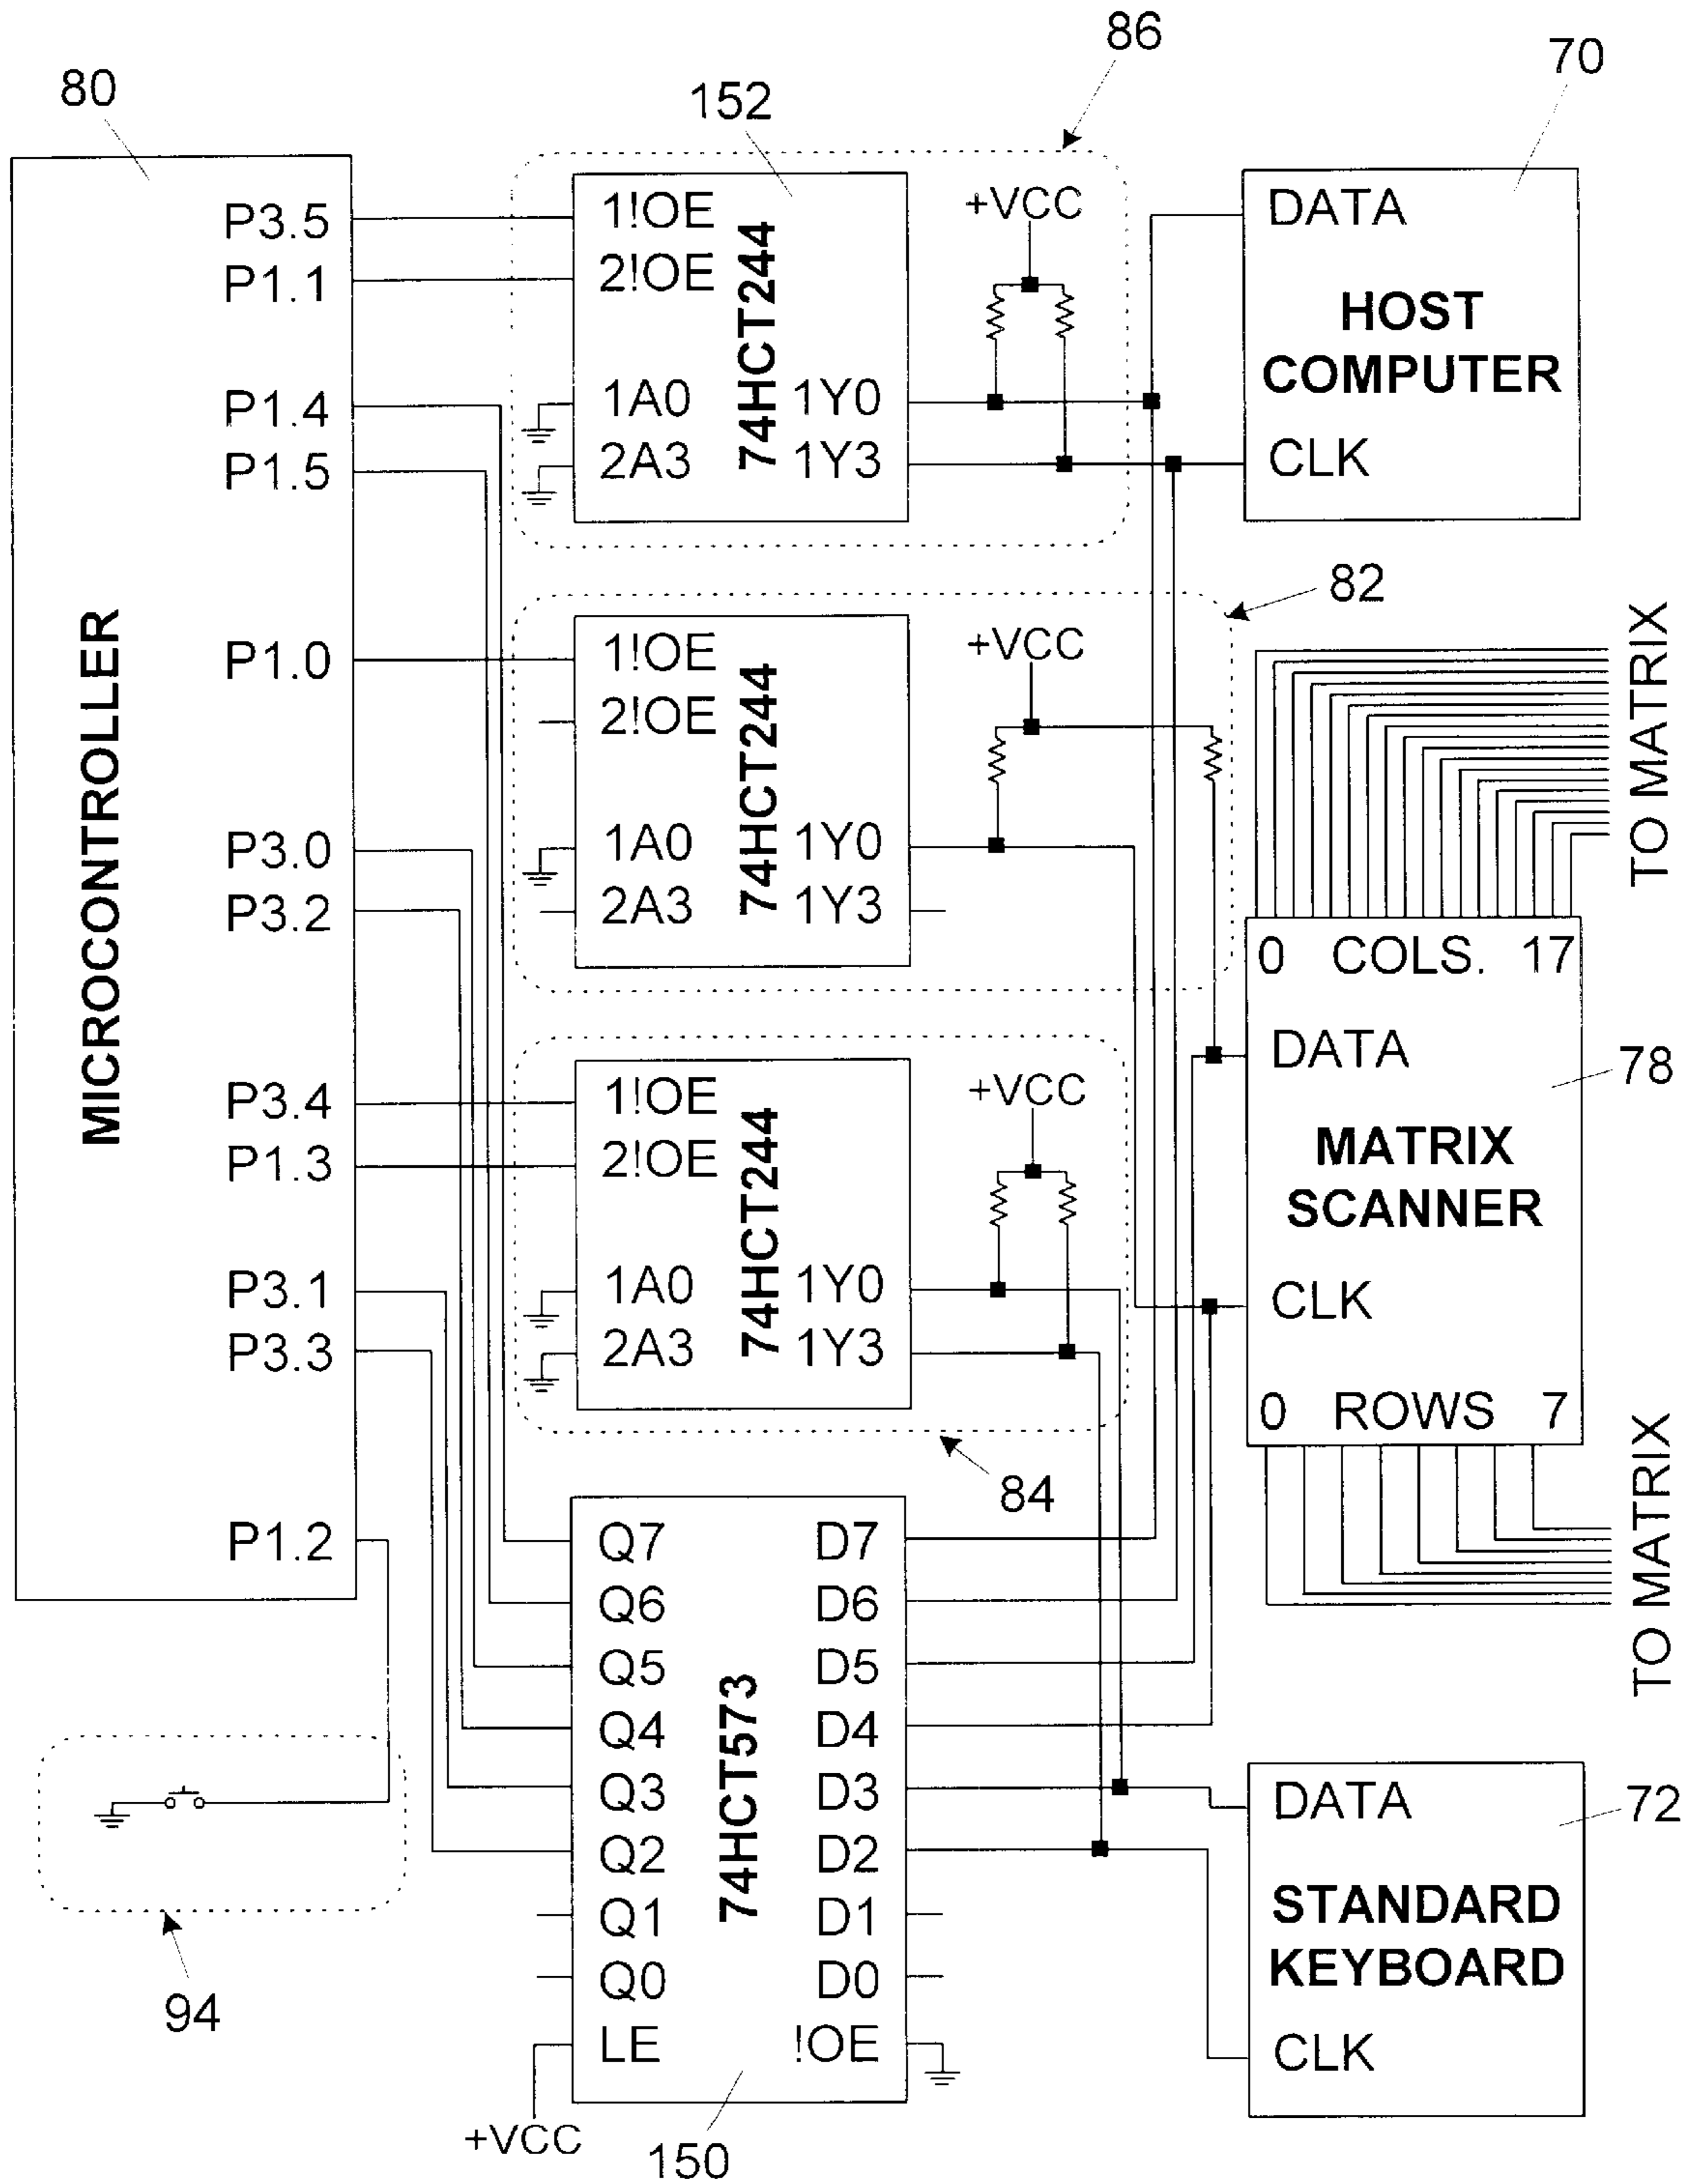 86
70
80
152
P3.5
P1.1
P1.4
P1.5
P1.0
P3.0
P3.2
P3.4
P1.3
P3.1
P3.3
P1.2
MICROCONTROLLER
1!OE
2!OE
1A0
2A3
1Y0
1Y3
74HCT244
+VCC
DATA
HOST
COMPUTER
CLK
82
1!OE
2!OE
1A0
2A3
1Y0
1Y3
74HCT244
+VCC
TO MATRIX
0 COLS. 17
DATA
78
MATRIX
SCANNER
CLK
0 ROWS 7
TO MATRIX
1!OE
2!OE
1A0
2A3
1Y0
1Y3
74HCT244
+VCC
84
Q7 D7
Q6 D6
Q5 D5
Q4 D4
Q3 D3
Q2 D2
Q1 D1
Q0 D0
LE !OE
74HCT573
+VCC
150
94
DATA
72
STANDARD
KEYBOARD
CLK